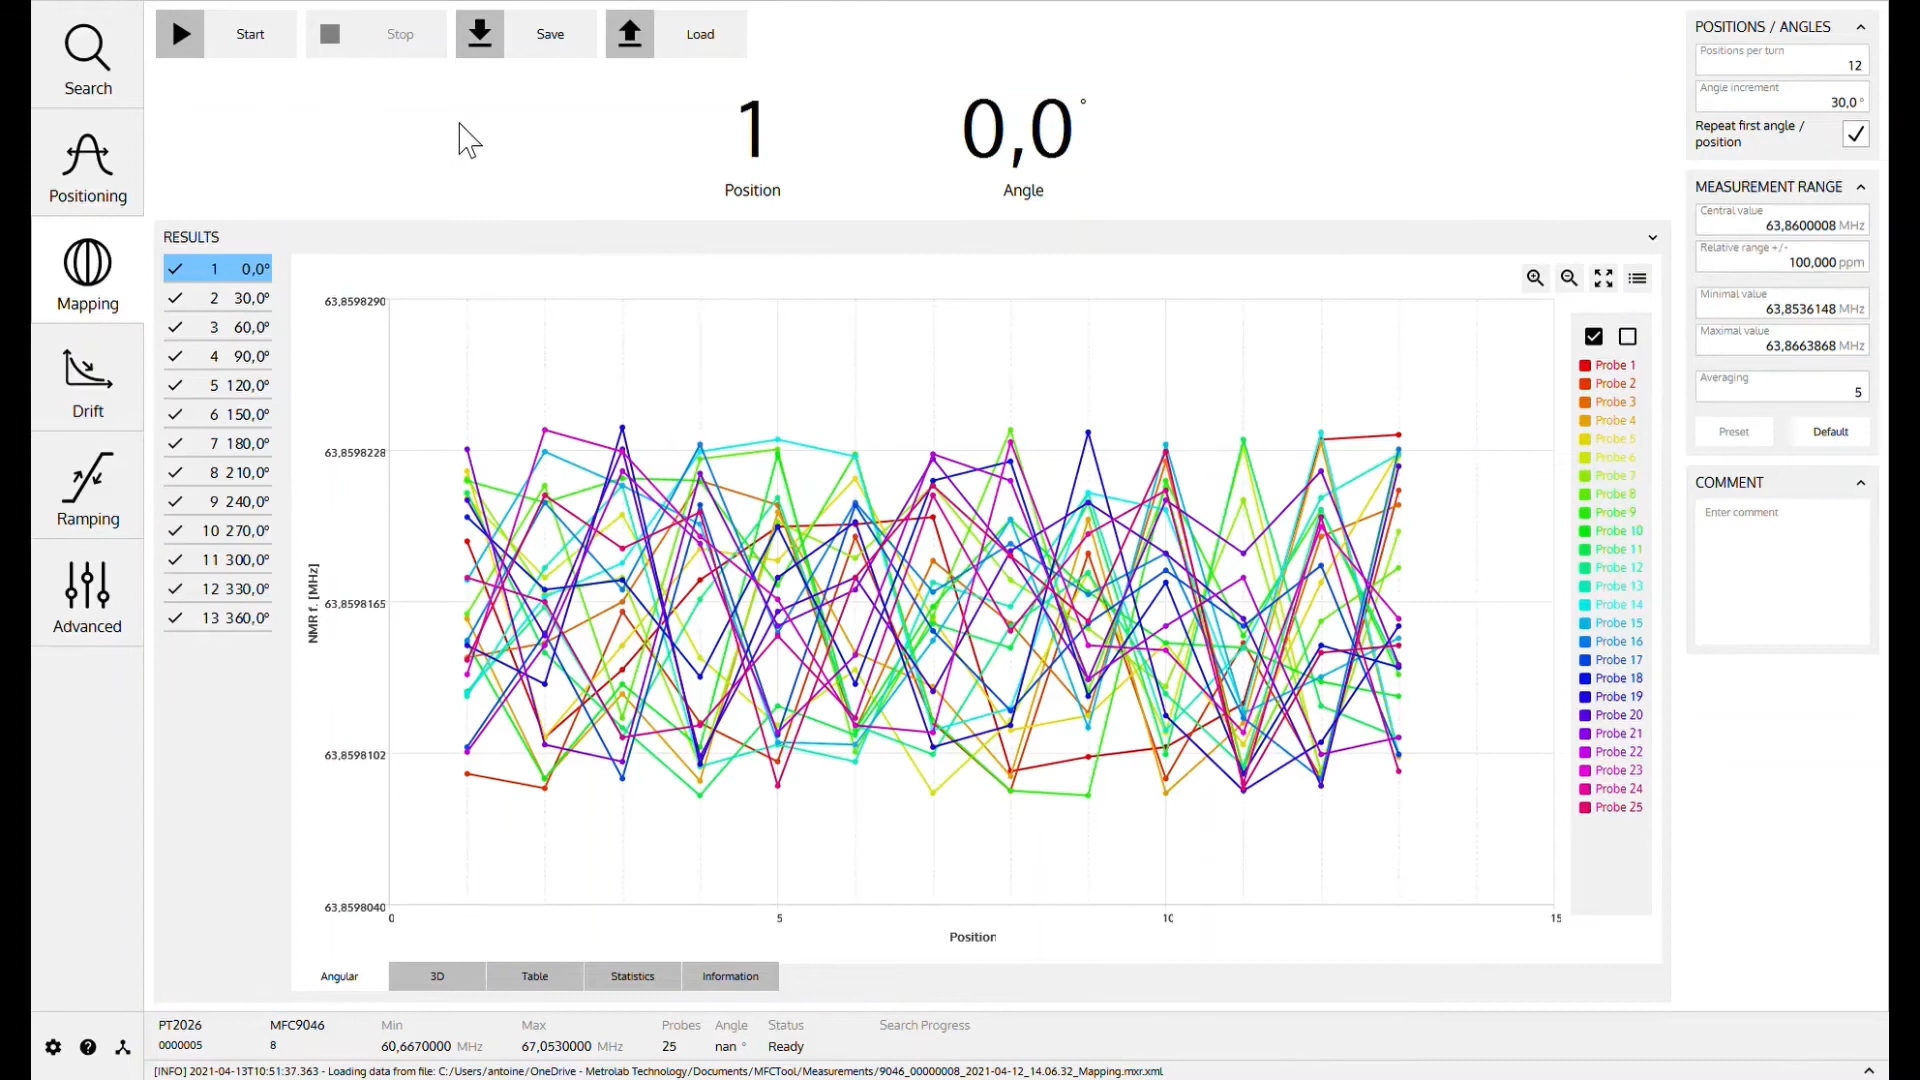 Search
Positioning
Mapping
Drift
Ramping
Advanced
Start
Stop
Save
Load
1
Position
0,0°
Angle
RESULTS
1 0,0°
2 30,0°
3 60,0°
4 90,0°
5 120,0°
6 150,0°
7 180,0°
8 210,0°
9 240,0°
10 270,0°
11 300,0°
12 330,0°
13 360,0°
NMR f. [MHz]
63,8598290
63,8598228
63,8598165
63,8598102
63,8598040
0
5
10
15
Position
Probe 1
Probe 2
Probe 3
Probe 4
Probe 5
Probe 6
Probe 7
Probe 8
Probe 9
Probe 10
Probe 11
Probe 12
Probe 13
Probe 14
Probe 15
Probe 16
Probe 17
Probe 18
Probe 19
Probe 20
Probe 21
Probe 22
Probe 23
Probe 24
Probe 25
Angular
3D
Table
Statistics
Information
POSITIONS / ANGLES
Positions per turn
12
Angle increment
30,0 °
Repeat first angle /
position
MEASUREMENT RANGE
Central value
63,8600008 MHz
Relative range +/-
100,000 ppm
Minimal value
63,8536148 MHz
Maximal value
63,8663868 MHz
Averaging
5
Preset
Default
COMMENT
Enter comment
PT2026 MFC9046 Min Max Probes Angle Status Search Progress
0000005 8 60,6670000 MHz 67,0530000 MHz 25 nan ° Ready
[INFO] 2021-04-13T10:51:37.363 - Loading data from file: C:/Users/antoine/OneDrive - Metrolab Technology/Documents/MFCTool/Measurements/9046_00000008_2021-04-12_14.06.32_Mapping.mxr.xml